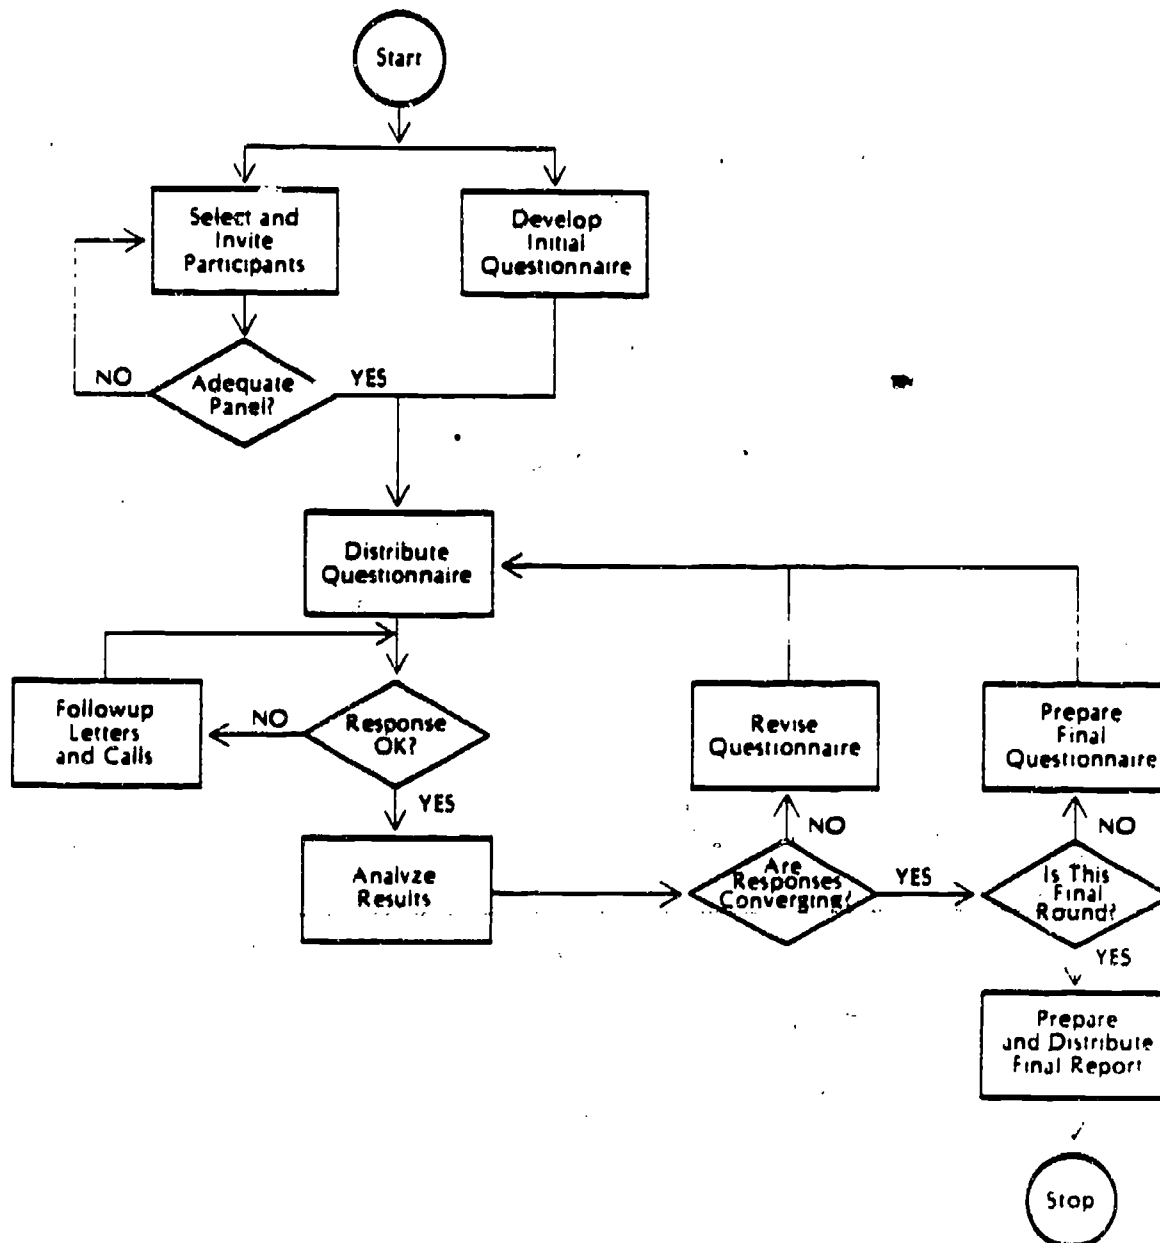 Start
Select and
Invite
Participants
Develop
Initial
Questionnaire
NO
Adequate
Panel?
YES
Distribute
Questionnaire
Followup
Letters
and Calls
NO
Response
OK?
YES
Revise
Questionnaire
Prepare
Final
Questionnaire
NO
NO
Analyze
Results
Are
Responses
Converging?
YES
Is This
Final
Round?
YES
Prepare
and Distribute
Final Report
Stop